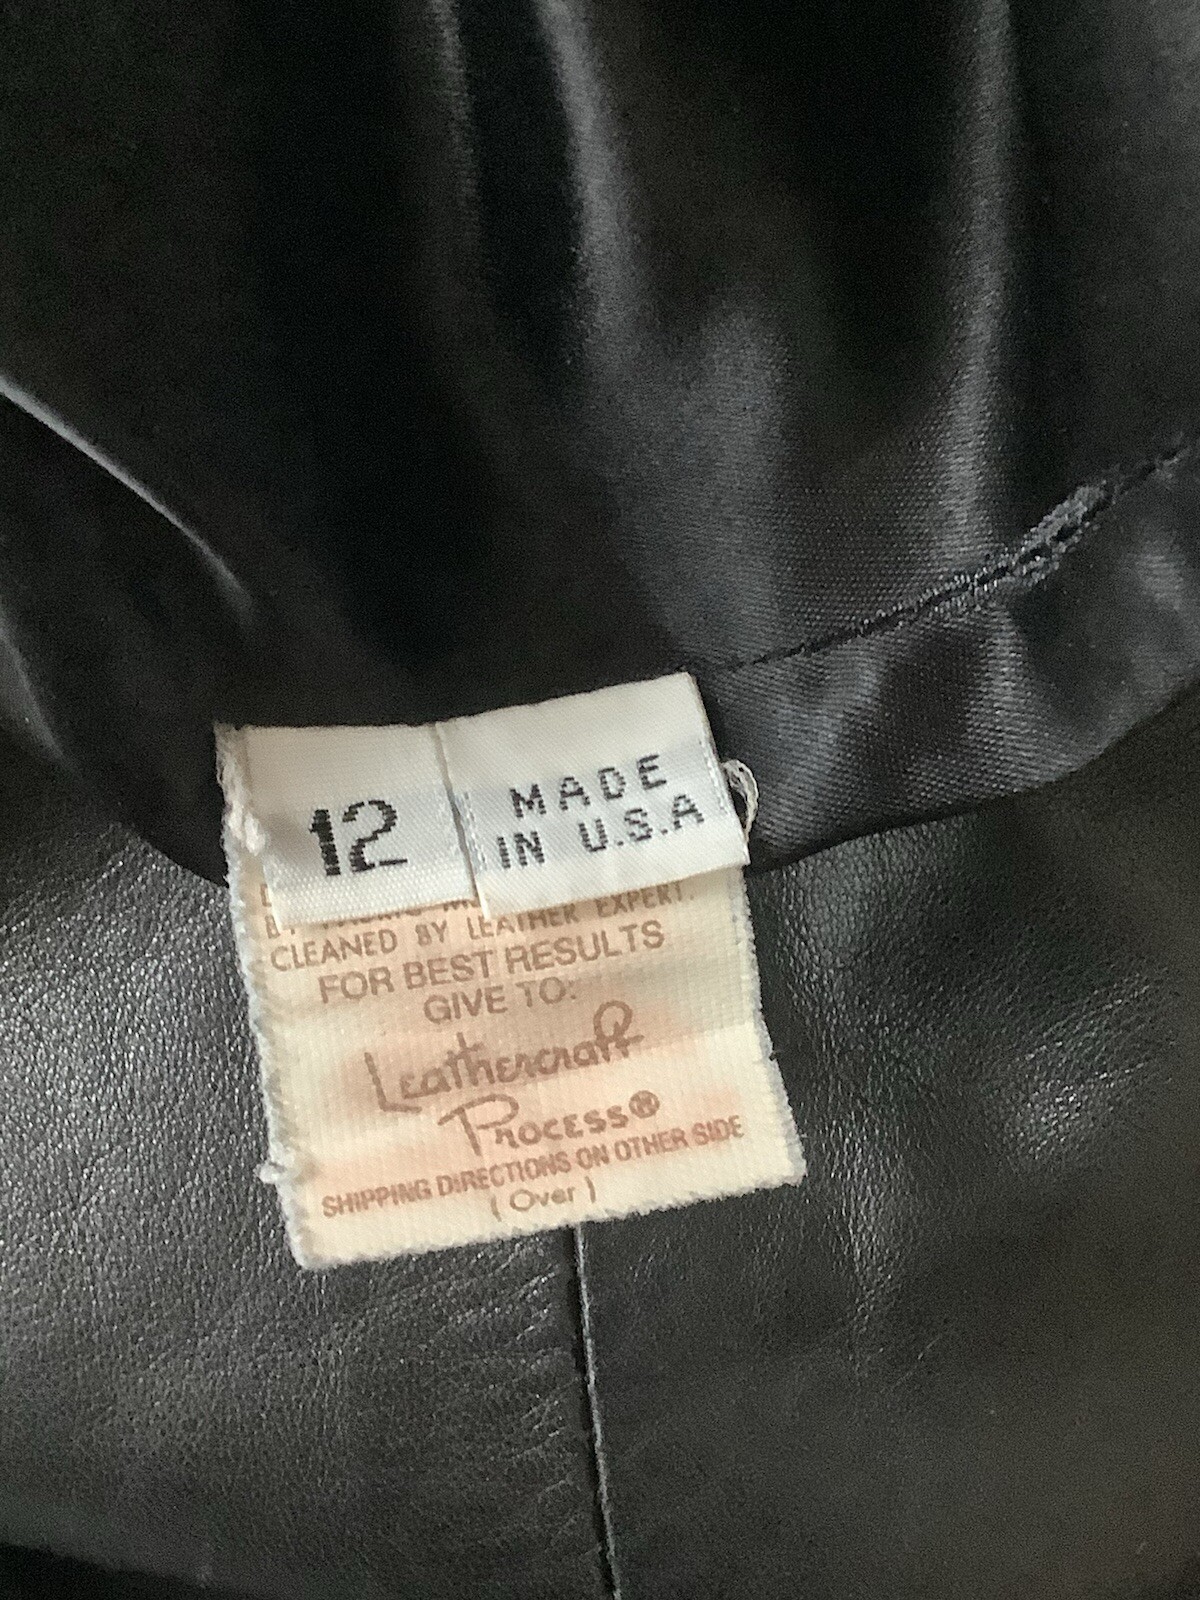 12
MADE
IN U.S.A
CLEANED BY LEATHER EXPERT.
FOR BEST RESULTS
GIVE TO:
Leathercraft
Process®
SHIPPING DIRECTIONS ON OTHER SIDE
(Over)